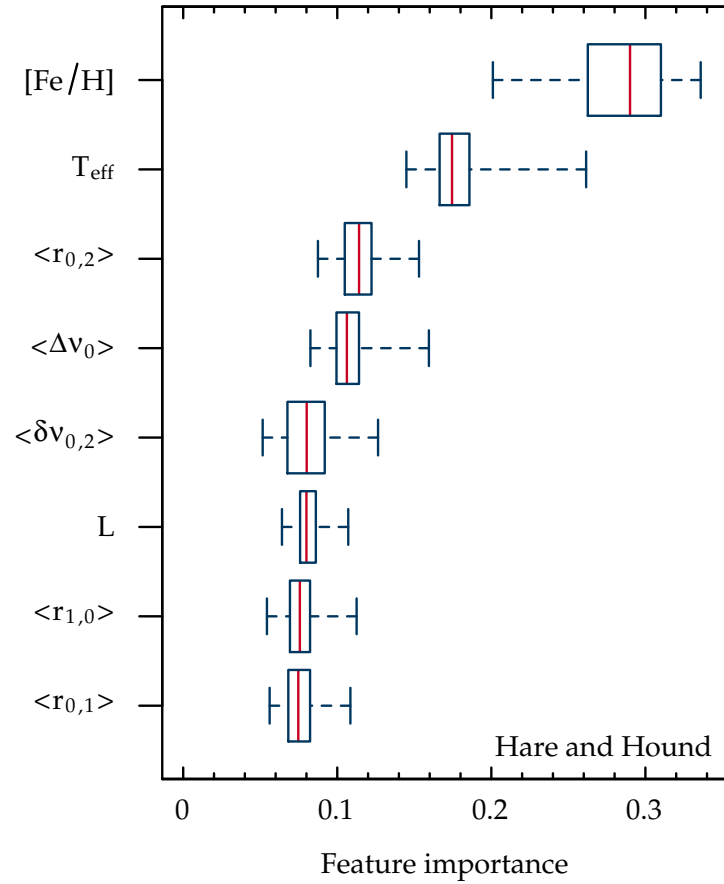 [Fe/H]
T_eff
<r_0,2>
<Δν_0>
<δν_0,2>
L
<r_1,0>
<r_0,1>
Hare and Hound
0 0.1 0.2 0.3
Feature importance